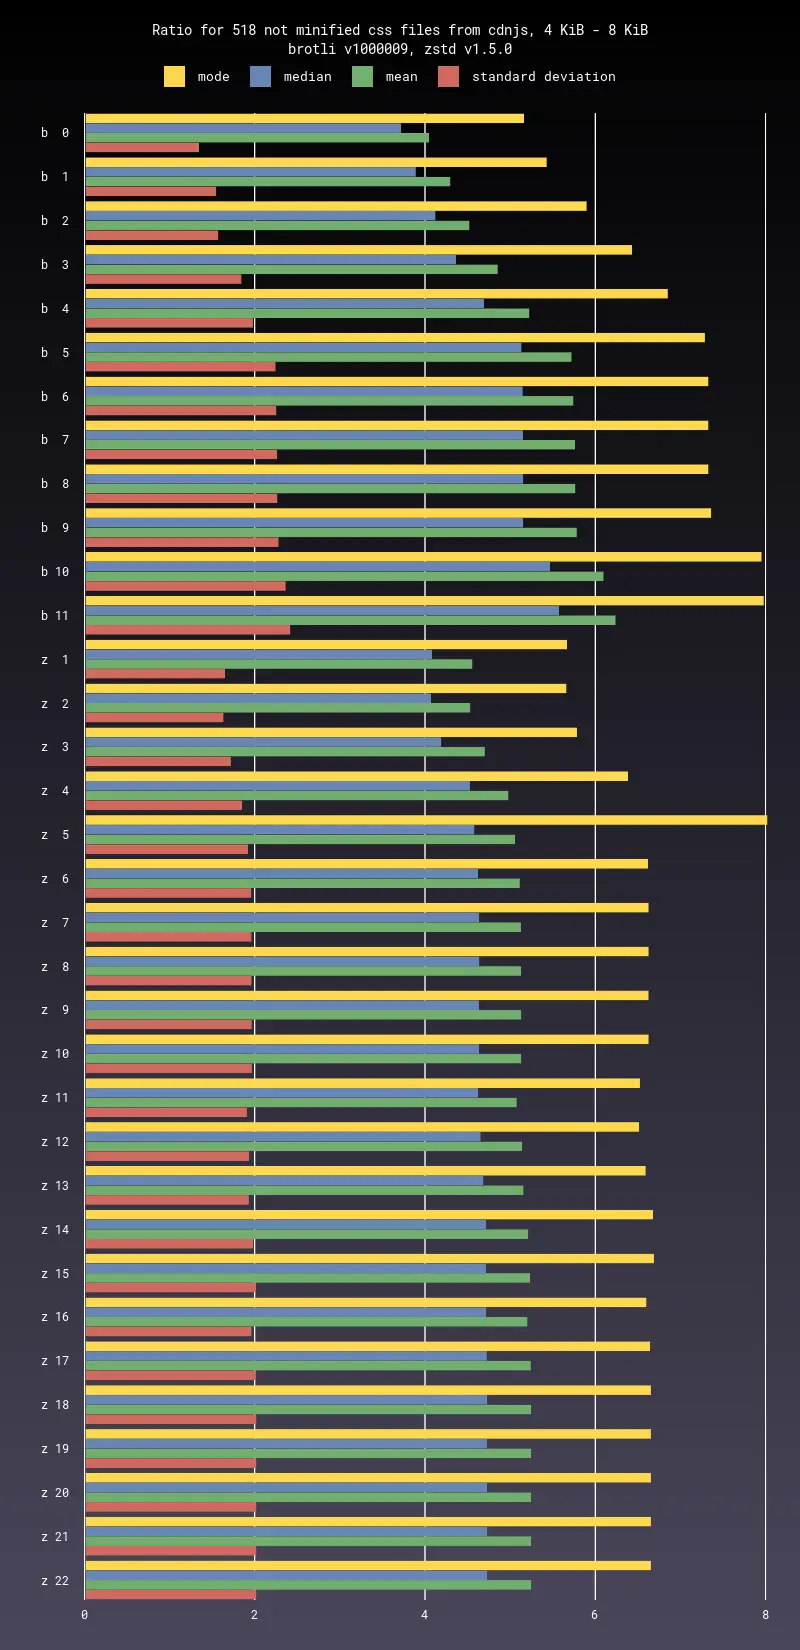 Ratio for 518 not minified css files from cdnjs, 4 KiB - 8 KiB
brotli v1000009, zstd v1.5.0
mode median mean standard deviation
b 0
b 1
b 2
b 3
b 4
b 5
b 6
b 7
b 8
b 9
b 10
b 11
z 1
z 2
z 3
z 4
z 5
z 6
z 7
z 8
z 9
z 10
z 11
z 12
z 13
z 14
z 15
z 16
z 17
z 18
z 19
z 20
z 21
z 22
0 2 4 6 8